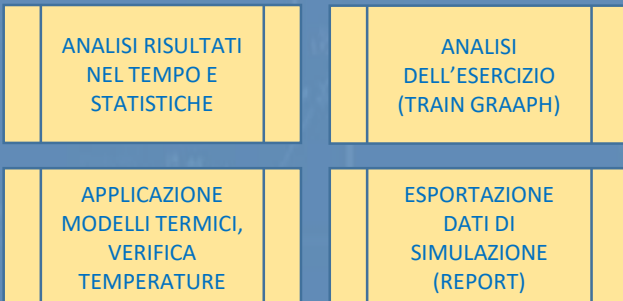 ANALISI RISULTATI
NEL TEMPO E
STATISTICHE
ANALISI
DELL'ESERCIZIO
(TRAIN GRAAPH)
APPLICAZIONE
MODELLI TERMICI,
VERIFICA
TEMPERATURE
ESPORTAZIONE
DATI DI
SIMULAZIONE
(REPORT)